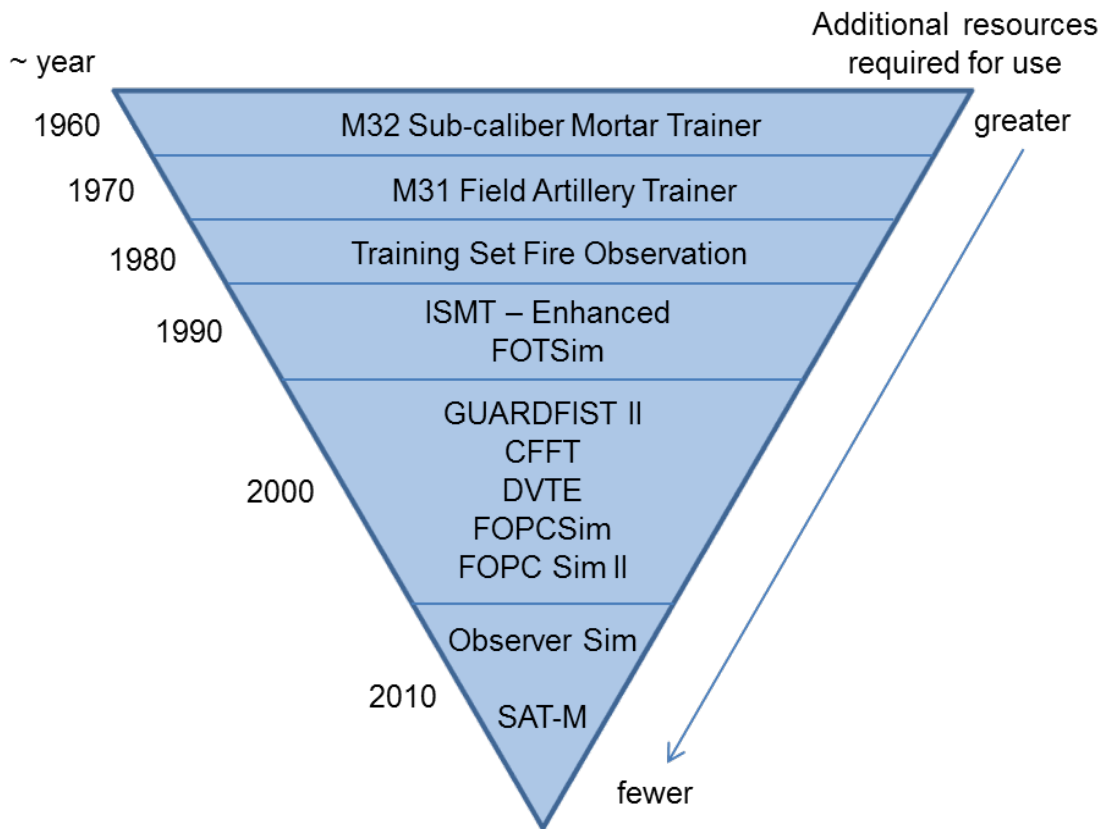 Additional resources
required for use
~ year
1960
M32 Sub-caliber Mortar Trainer
greater
1970
M31 Field Artillery Trainer
1980
Training Set Fire Observation
1990
ISMT – Enhanced
FOTSim
2000
GUARDFIST II
CFFT
DVTE
FOPCSim
FOPC Sim II
2010
Observer Sim
SAT-M
fewer